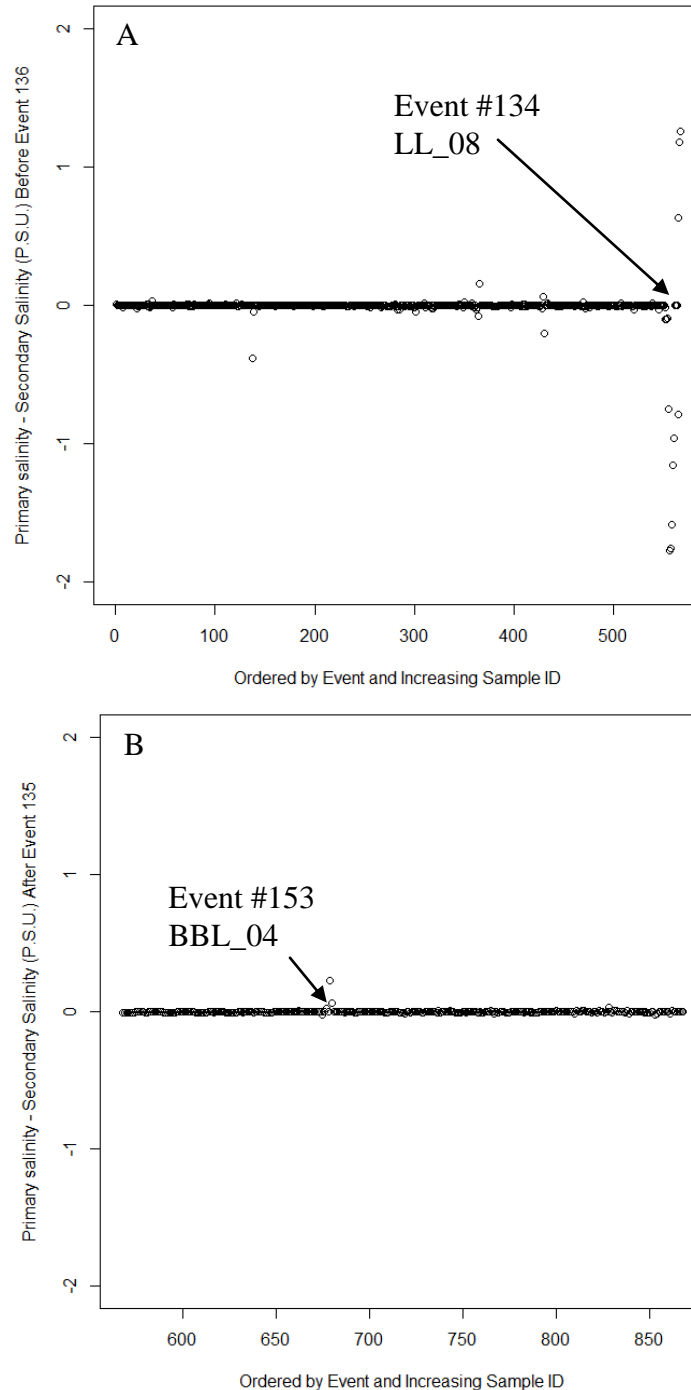 A
Event #134
LL_08
Primary salinity - Secondary Salinity (P.S.U.) Before Event 136
2
1
0
-1
-2
0 100 200 300 400 500
Ordered by Event and Increasing Sample ID
B
Event #153
BBL_04
Primary salinity - Secondary Salinity (P.S.U.) After Event 135
2
1
0
-1
-2
600 650 700 750 800 850
Ordered by Event and Increasing Sample ID